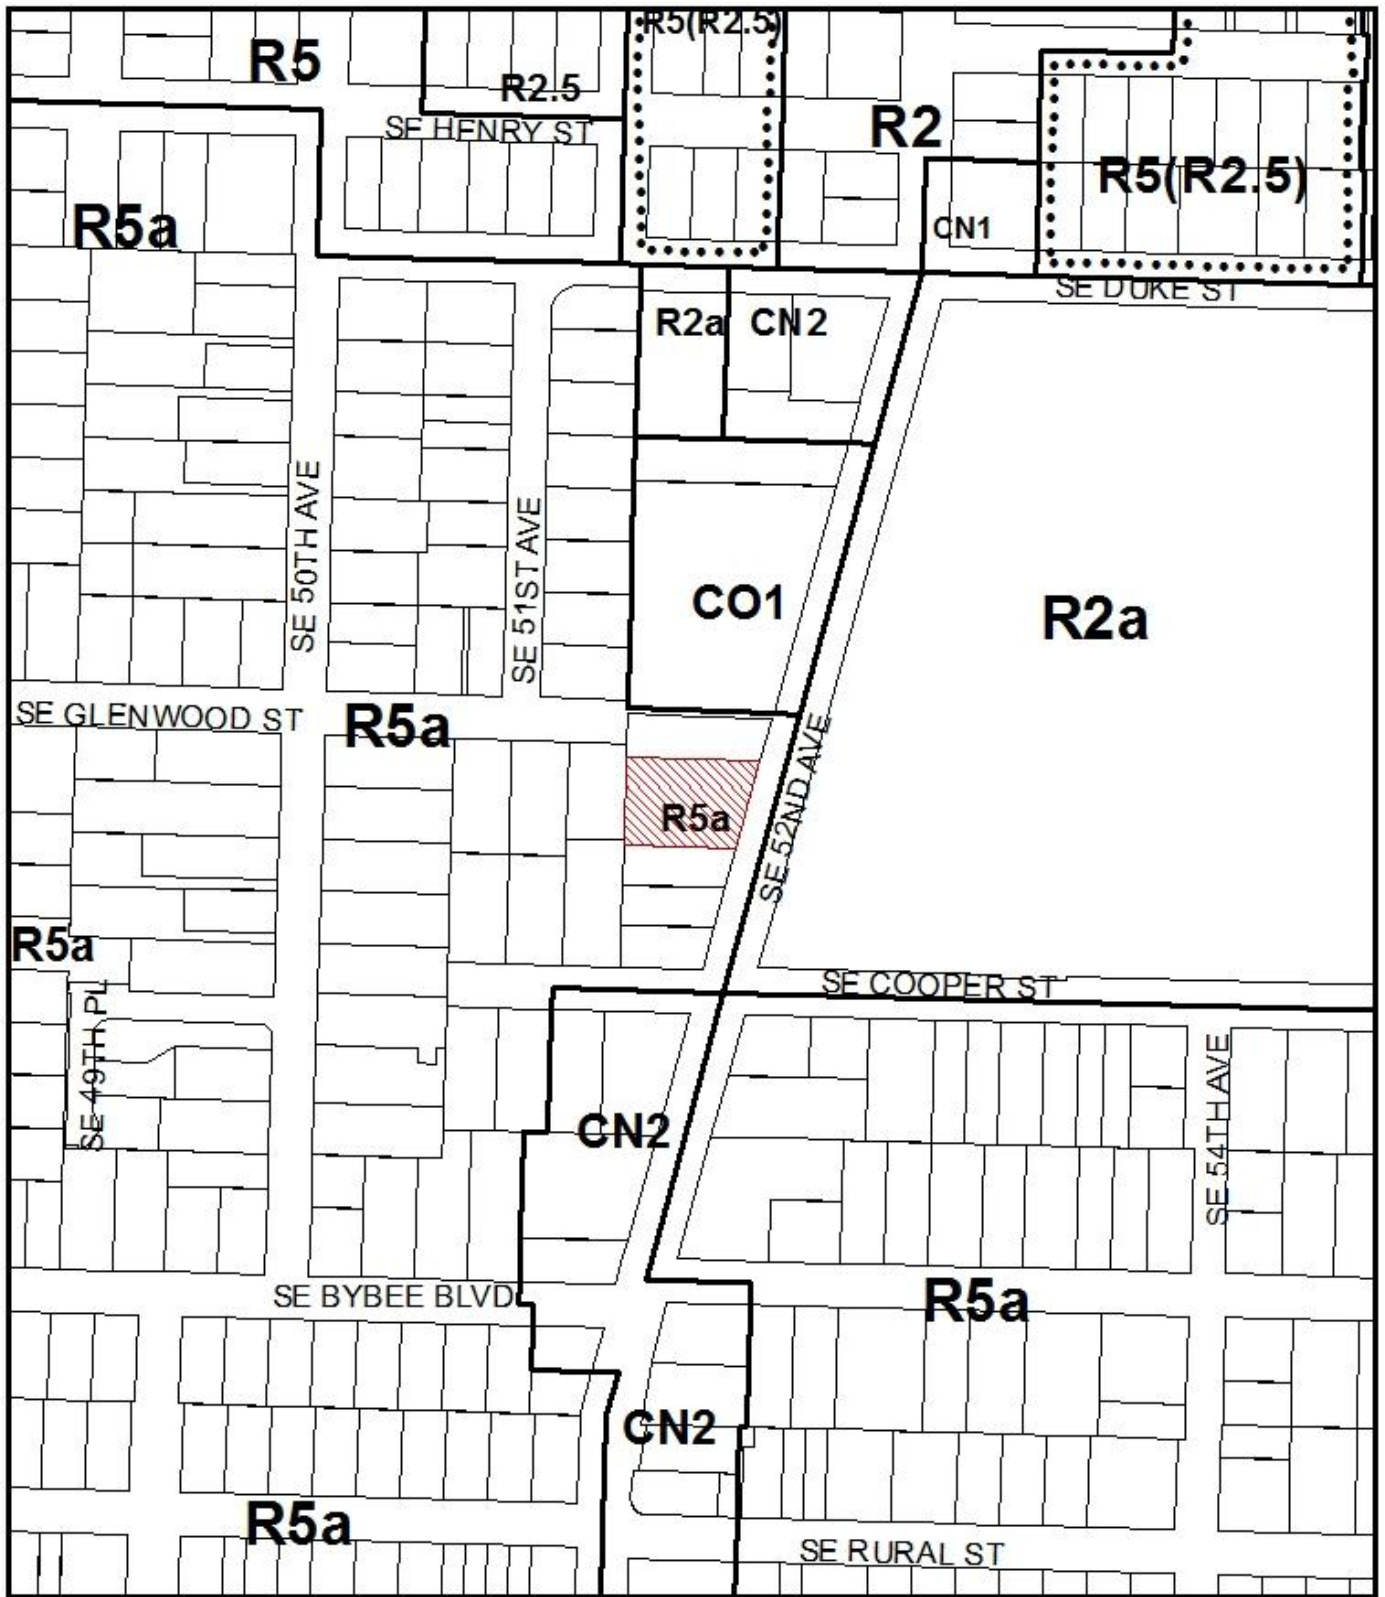 R5(R2.5)
R5
R2.5
R2
SE HENRY ST
R5(R2.5)
R5a
CN1
SE DUKE ST
R2a
CN2
SE 50TH AVE
SE 51ST AVE
CO1
R2a
SE GLENWOOD ST
R5a
SE 52ND AVE
R5a
R5a
SE COOPER ST
SE 49TH PL
SE 54TH AVE
CN2
SE BYBEE BLVD
R5a
CN2
R5a
SE RURAL ST